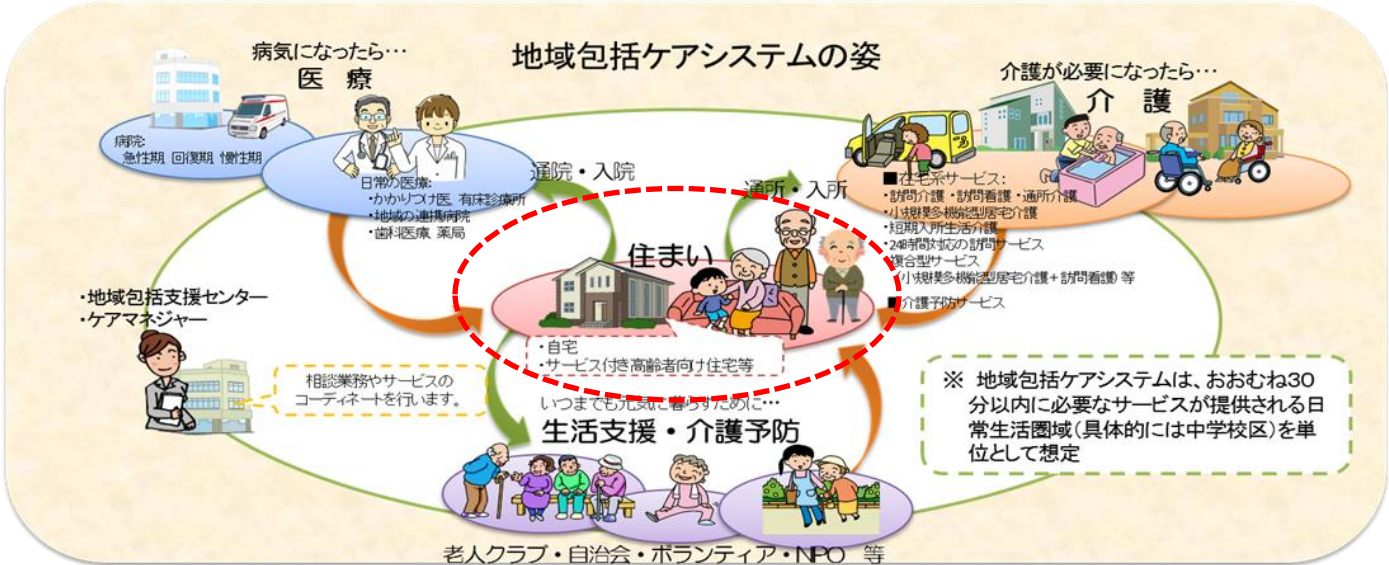 地域包括ケアシステムの姿
病気になったら…
医 療
病院:
急性期 回復期 慢性期
日常の医療:
・かかりつけ医、有床診療所
・地域の連携病院
・歯科医療、薬局
通院・入院
通所・入所
介護が必要になったら…
介 護
■在宅系サービス:
・訪問介護・訪問看護・通所介護
・小規模多機能型居宅介護
・短期入所生活介護
・24時間対応の訪問サービス
・複合型サービス
(小規模多機能型居宅介護+訪問看護)等
■介護予防サービス
住まい
・自宅
・サービス付き高齢者向け住宅等
・地域包括支援センター
・ケアマネジャー
相談業務やサービスの
コーディネートを行います。
いつまでも元気に暮らすために…
生活支援・介護予防
老人クラブ・自治会・ボランティア・NPO 等
※ 地域包括ケアシステムは、おおむね30
分以内に必要なサービスが提供される日
常生活圏域(具体的には中学校区)を単
位として想定